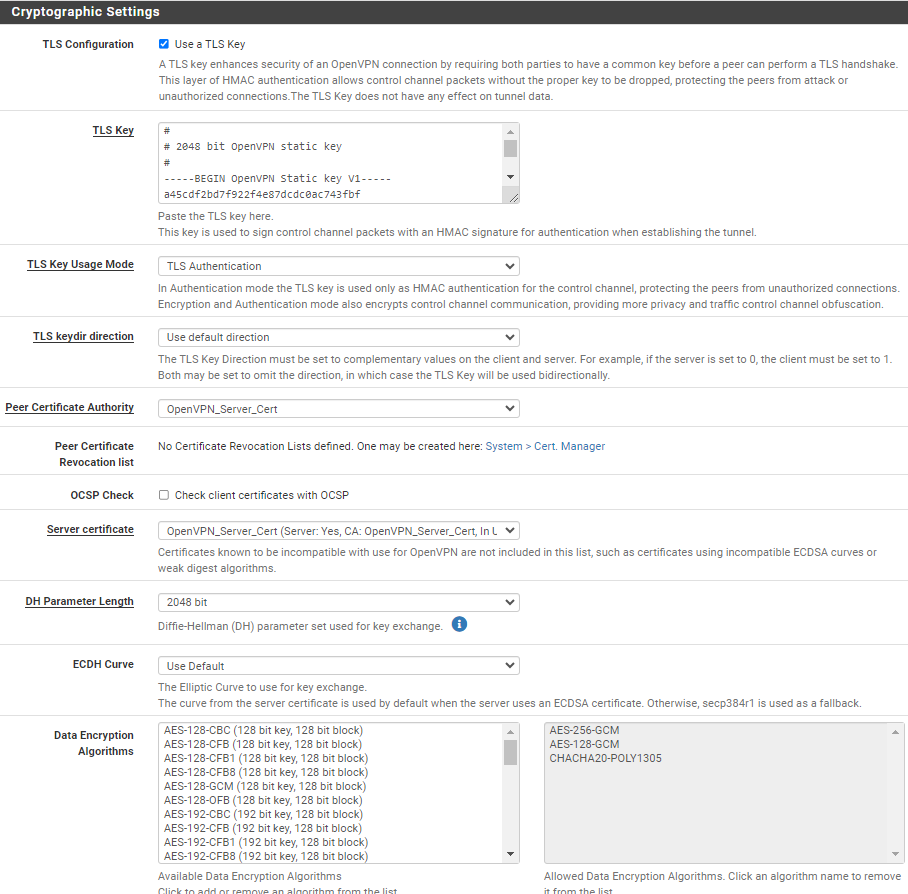 Cryptographic Settings
TLS Configuration
Use a TLS Key
A TLS key enhances security of an OpenVPN connection by requiring both parties to have a common key before a peer can perform a TLS handshake.
This layer of HMAC authentication allows control channel packets without the proper key to be dropped, protecting the peers from attack or
unauthorized connections.The TLS Key does not have any effect on tunnel data.
TLS Key
#
# 2048 bit OpenVPN static key
#
-----BEGIN OpenVPN Static key V1-----
a45cdf2bd7f922f4e87dcdc0ac743fbf
Paste the TLS key here.
This key is used to sign control channel packets with an HMAC signature for authentication when establishing the tunnel.
TLS Key Usage Mode
TLS Authentication
In Authentication mode the TLS key is used only as HMAC authentication for the control channel, protecting the peers from unauthorized connections.
Encryption and Authentication mode also encrypts control channel communication, providing more privacy and traffic control channel obfuscation.
TLS keydir direction
Use default direction
The TLS Key Direction must be set to complementary values on the client and server. For example, if the server is set to 0, the client must be set to 1.
Both may be set to omit the direction, in which case the TLS Key will be used bidirectionally.
Peer Certificate Authority
OpenVPN_Server_Cert
Peer Certificate
Revocation list
No Certificate Revocation Lists defined. One may be created here: System > Cert. Manager
OCSP Check
Check client certificates with OCSP
Server certificate
OpenVPN_Server_Cert (Server: Yes, CA: OpenVPN_Server_Cert, In U
Certificates known to be incompatible with use for OpenVPN are not included in this list, such as certificates using incompatible ECDSA curves or
weak digest algorithms.
DH Parameter Length
2048 bit
Diffie-Hellman (DH) parameter set used for key exchange.
ECDH Curve
Use Default
The Elliptic Curve to use for key exchange.
The curve from the server certificate is used by default when the server uses an ECDSA certificate. Otherwise, secp384r1 is used as a fallback.
Data Encryption
Algorithms
AES-128-CBC (128 bit key, 128 bit block)
AES-128-CFB (128 bit key, 128 bit block)
AES-128-CFB1 (128 bit key, 128 bit block)
AES-128-CFB8 (128 bit key, 128 bit block)
AES-128-GCM (128 bit key, 128 bit block)
AES-128-OFB (128 bit key, 128 bit block)
AES-192-CBC (192 bit key, 128 bit block)
AES-192-CFB (192 bit key, 128 bit block)
AES-192-CFB1 (192 bit key, 128 bit block)
AES-192-CFB8 (192 bit key, 128 bit block)
Available Data Encryption Algorithms
Click to add or remove an algorithm from the list
AES-256-GCM
AES-128-GCM
CHACHA20-POLY1305
Allowed Data Encryption Algorithms. Click an algorithm name to remove
it from the list